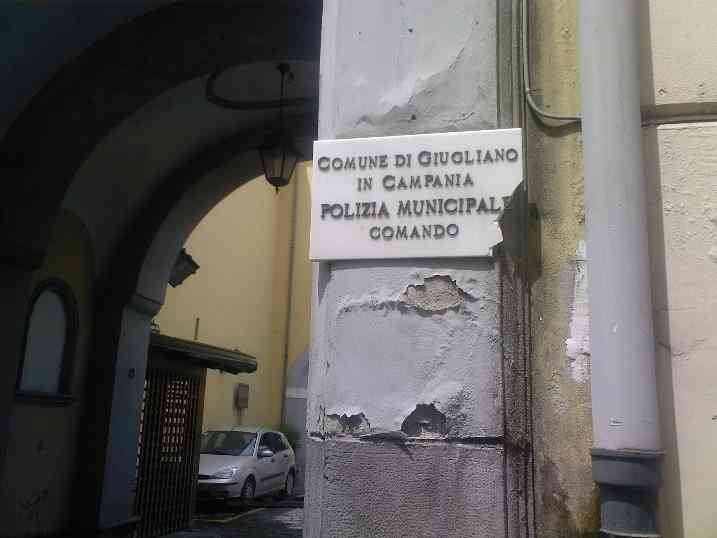 COMUNE DI GIUGLIANO
IN CAMPANIA
POLIZIA MUNICIPALE
COMANDO